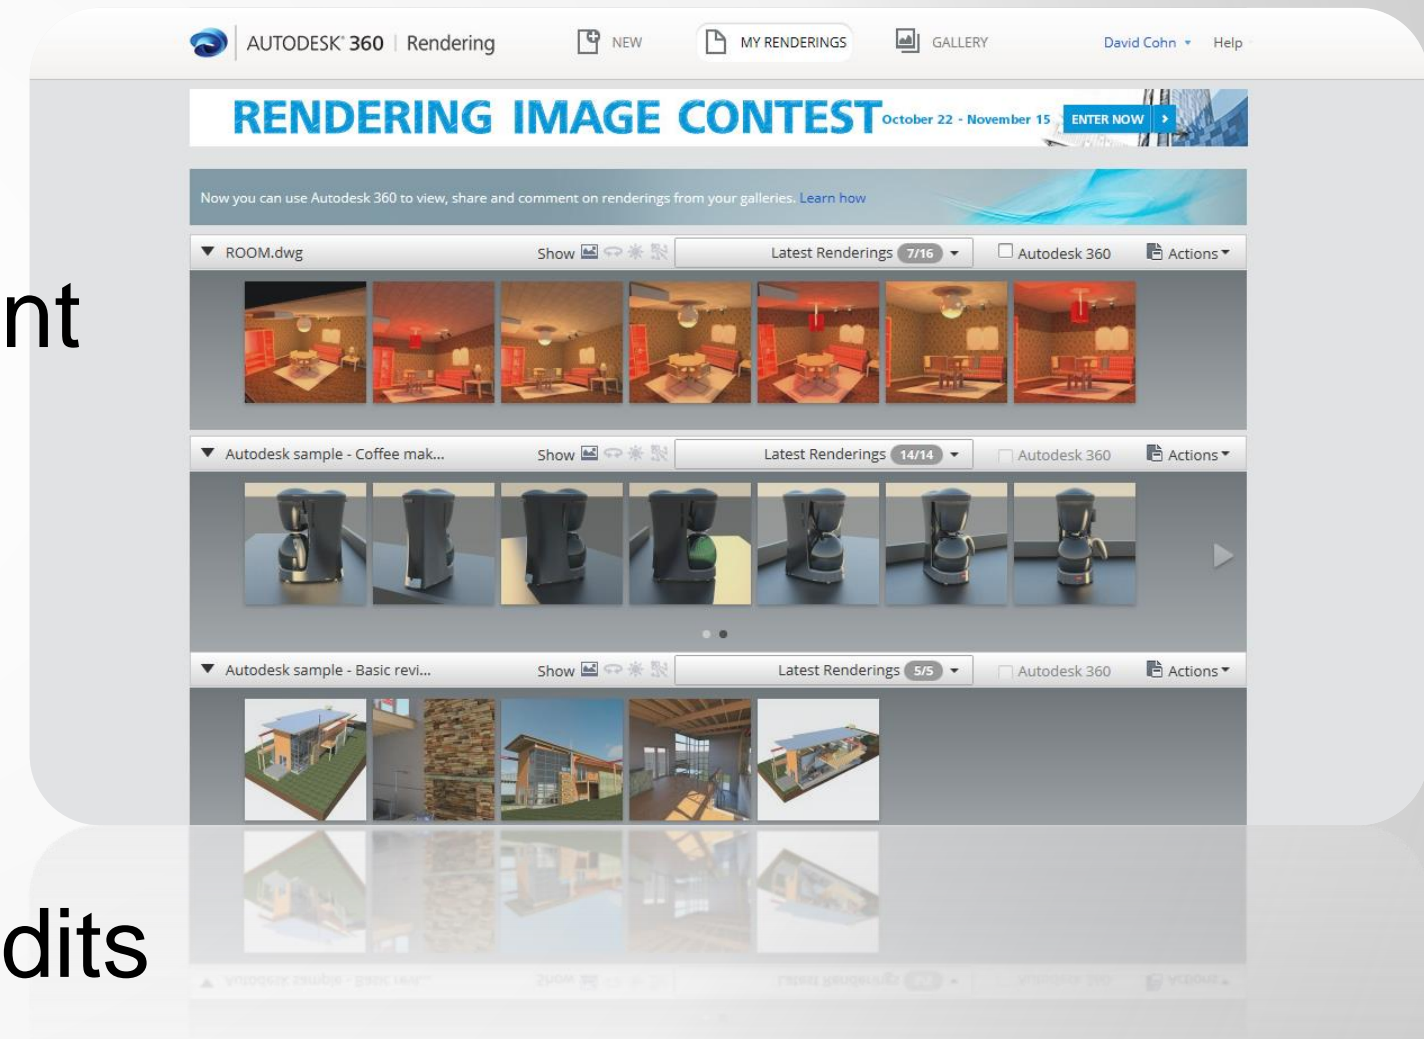 AUTODESK® 360 | Rendering NEW MY RENDERINGS GALLERY David Cohn Help
RENDERING IMAGE CONTEST October 22 - November 15 ENTER NOW
Now you can use Autodesk 360 to view, share and comment on renderings from your galleries. Learn how
ROOM.dwg Show Latest Renderings 7/16 Autodesk 360 Actions
nt
Autodesk sample - Coffee mak... Show Latest Renderings 14/14 Autodesk 360 Actions
Autodesk sample - Basic revi... Show Latest Renderings 5/5 Autodesk 360 Actions
dits